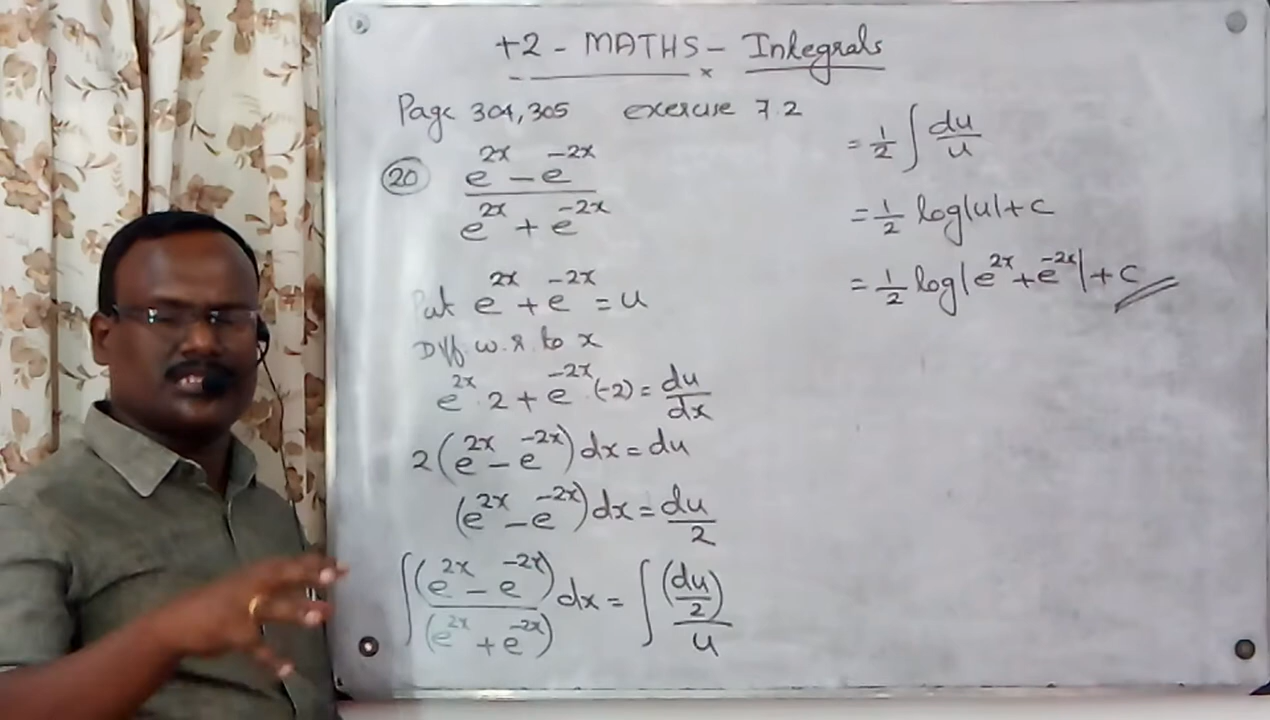 +2 - MATHS - Integrals
Page 304,305 exercise 7.2
(20) e^{2x} - e^{-2x} / e^{2x} + e^{-2x}
Put e^{2x} + e^{-2x} = u
Diff. w. r. to x
e^{2x} . 2 + e^{-2x} (-2) = du/dx
2(e^{2x} - e^{-2x}) dx = du
(e^{2x} - e^{-2x}) dx = du/2
∫ (e^{2x} - e^{-2x}) / (e^{2x} + e^{-2x}) dx = ∫ (du/2) / u
= 1/2 ∫ du/u
= 1/2 log|u| + c
= 1/2 log|e^{2x} + e^{-2x}| + c